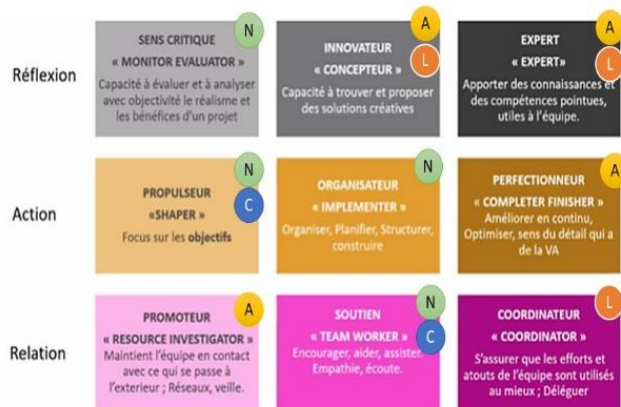 Réflexion
SENS CRITIQUE
« MONITOR EVALUATOR »
Capacité à évaluer et à analyser
avec objectivité le réalisme et
les bénéfices d'un projet
N
INNOVATEUR
« CONCEPTEUR »
Capacité à trouver et proposer
des solutions créatives
A
L
EXPERT
« EXPERT»
Apporter des connaissances et
des compétences pointues,
utiles à l'équipe.
A
L
Action
PROPULSEUR
«SHAPER »
Focus sur les objectifs
N
C
ORGANISATEUR
« IMPLEMENTER »
Organiser, Planifier, Structurer,
construire
N
PERFECTIONNEUR
« COMPLETER FINISHER »
Améliorer en continu,
Optimiser, sens du détail qui a
de la VA
A
Relation
PROMOTEUR
« RESOURCE INVESTIGATOR »
Maintient l'équipe en contact
avec ce qui se passe à
l'exterieur ; Réseaux, veille.
A
SOUTIEN
« TEAM WORKER »
Encourager, aider, assister.
Empathie, écoute.
N
C
COORDINATEUR
« COORDINATOR »
S'assurer que les efforts et
atouts de l'équipe sont utilisés
au mieux ; Déléguer
L